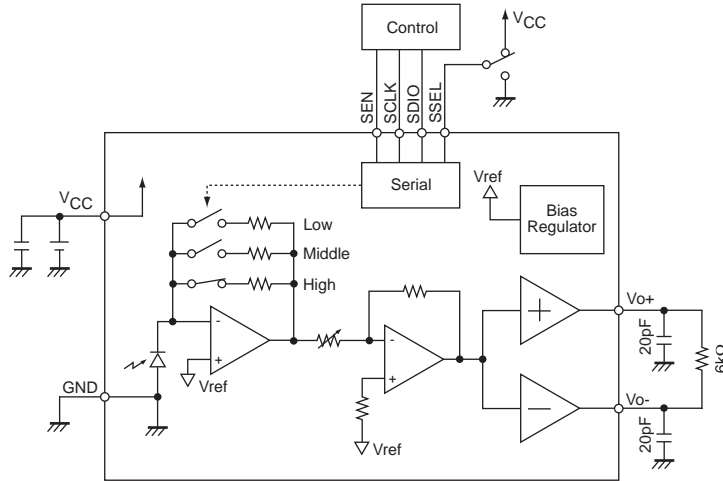 Control
VCC
SEN
SCLK
SDIO
SSEL
Serial
Vref
Bias
Regulator
VCC
Low
Middle
High
-
+
Vref
GND
-
+
Vref
+
−
Vo+
20pF
6kΩ
Vo-
20pF